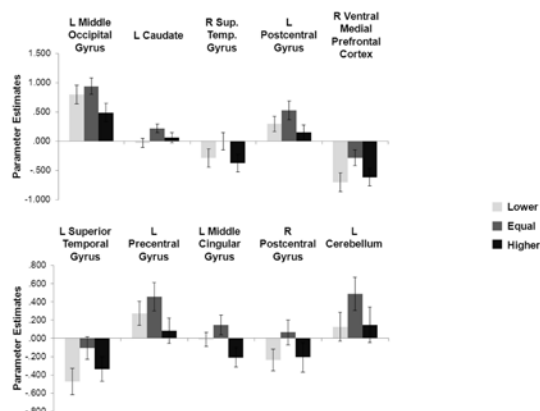 L Middle Occipital Gyrus
L Caudate
R Sup. Temp. Gyrus
L Postcentral Gyrus
R Ventral Medial Prefrontal Cortex
Parameter Estimates
1.500
1.000
.500
.000
-.500
-1.000
Lower
Equal
Higher
L Superior Temporal Gyrus
L Precentral Gyrus
L Middle Cingular Gyrus
R Postcentral Gyrus
L Cerebellum
Parameter Estimates
.800
.600
.400
.200
.000
-.200
-.400
-.600
-.800